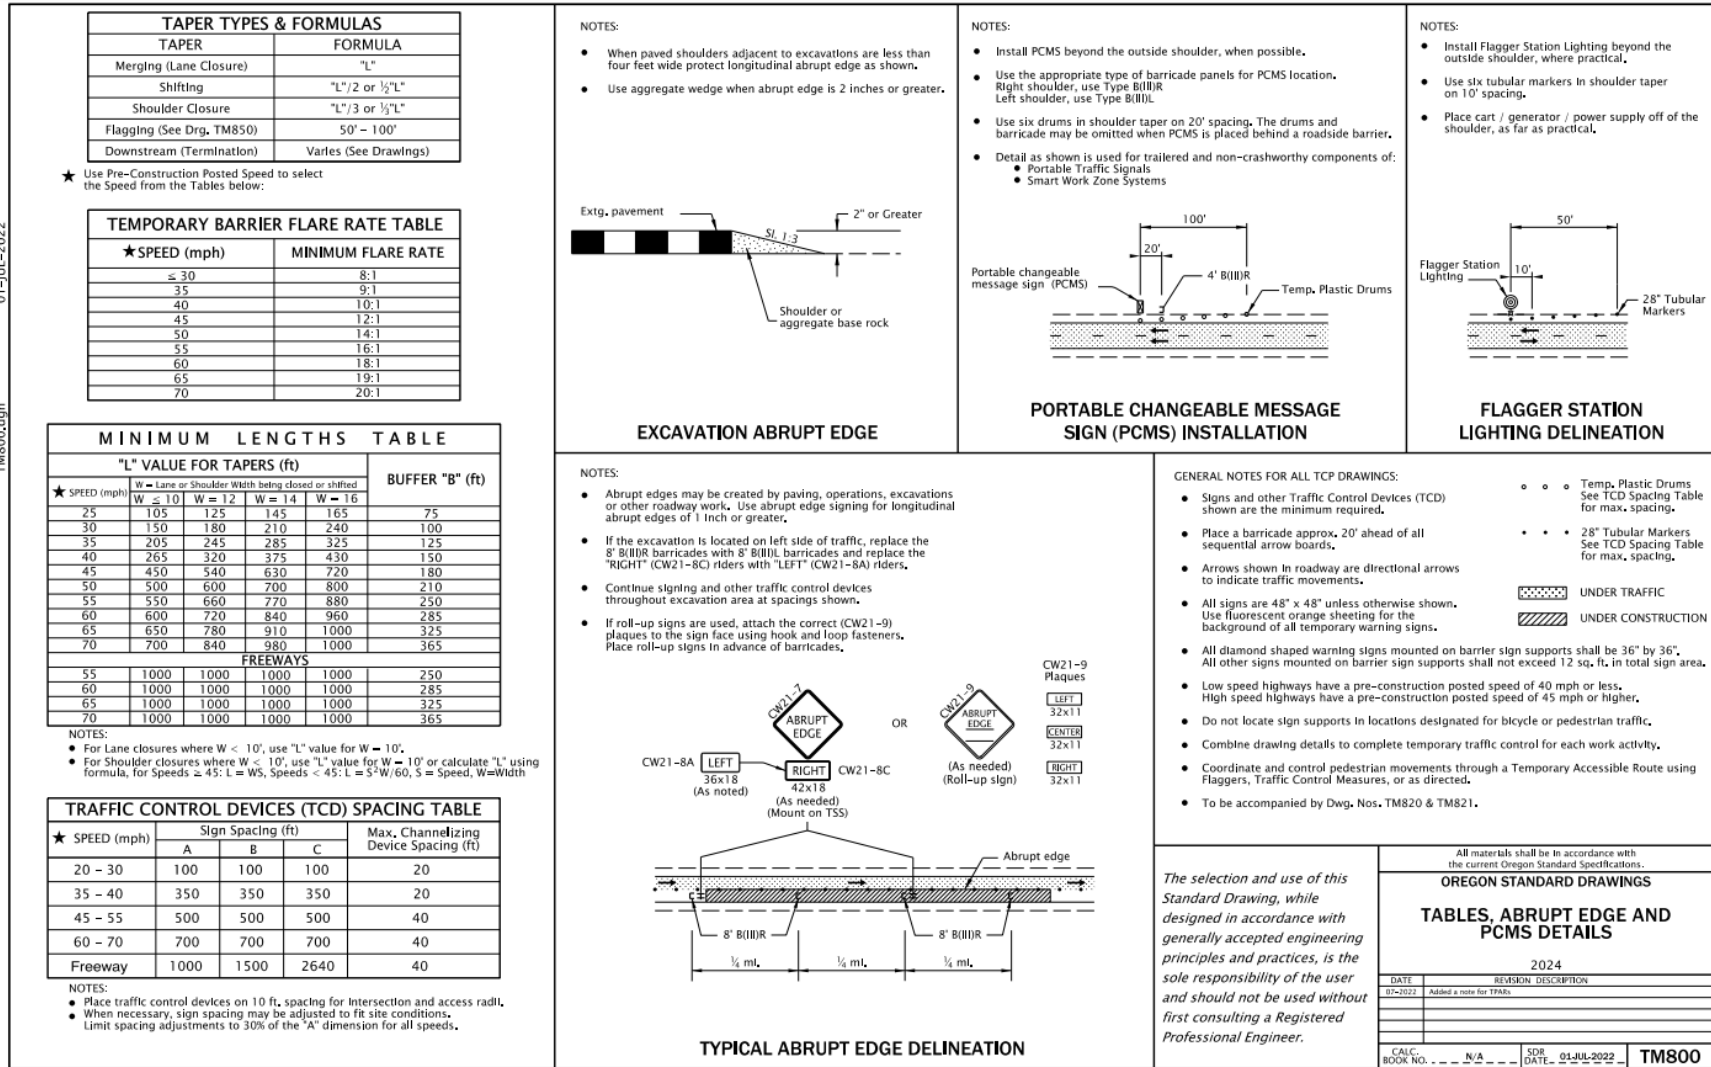 TAPER TYPES & FORMULAS
TAPER FORMULA
Merging (Lane Closure) "L"
Shifting "L"/2 or ½"L"
Shoulder Closure "L"/3 or ⅓"L"
Flagging (See Drg. TM850) 50' - 100'
Downstream (Termination) Varies (See Drawings)
★ Use Pre-Construction Posted Speed to select
the Speed from the Tables below:
TEMPORARY BARRIER FLARE RATE TABLE
★ SPEED (mph) MINIMUM FLARE RATE
≤ 30 8:1
35 9:1
40 10:1
45 12:1
50 14:1
55 16:1
60 18:1
65 19:1
70 20:1
MINIMUM LENGTHS TABLE
"L" VALUE FOR TAPERS (ft) BUFFER "B" (ft)
★ SPEED (mph) W = Lane or Shoulder Width being closed or shifted
W ≤ 10 W = 12 W = 14 W = 16
25 105 125 145 165 75
30 150 180 210 240 100
35 205 245 285 325 125
40 265 320 375 430 150
45 450 540 630 720 180
50 500 600 700 800 210
55 550 660 770 880 250
60 600 720 840 960 285
65 650 780 910 1000 325
70 700 840 980 1000 365
FREEWAYS
55 1000 1000 1000 1000 250
60 1000 1000 1000 1000 285
65 1000 1000 1000 1000 325
70 1000 1000 1000 1000 365
NOTES:
● For Lane closures where W < 10', use "L" value for W = 10'.
● For Shoulder closures where W < 10', use "L" value for W = 10' or calculate "L" using
formula, for Speeds ≥ 45: L = WS, Speeds < 45: L = S²W/60, S = Speed, W=Width
TRAFFIC CONTROL DEVICES (TCD) SPACING TABLE
★ SPEED (mph) Sign Spacing (ft) Max. Channelizing
Device Spacing (ft)
A B C
20 - 30 100 100 100 20
35 - 40 350 350 350 20
45 - 55 500 500 500 40
60 - 70 700 700 700 40
Freeway 1000 1500 2640 40
NOTES:
● Place traffic control devices on 10 ft. spacing for intersection and access radii.
● When necessary, sign spacing may be adjusted to fit site conditions.
Limit spacing adjustments to 30% of the "A" dimension for all speeds.
NOTES:
● When paved shoulders adjacent to excavations are less than
four feet wide protect longitudinal abrupt edge as shown.
● Use aggregate wedge when abrupt edge is 2 inches or greater.
Extg. pavement
Sl. 1:3
2" or Greater
Shoulder or
aggregate base rock
EXCAVATION ABRUPT EDGE
NOTES:
● Install PCMS beyond the outside shoulder, when possible.
● Use the appropriate type of barricade panels for PCMS location.
Right shoulder, use Type B(III)R
Left shoulder, use Type B(III)L
● Use six drums in shoulder taper on 20' spacing. The drums and
barricade may be omitted when PCMS is placed behind a roadside barrier.
● Detail as shown is used for trailered and non-crashworthy components of:
● Portable Traffic Signals
● Smart Work Zone Systems
100'
20'
Portable changeable
message sign (PCMS)
4' B(III)R
Temp. Plastic Drums
PORTABLE CHANGEABLE MESSAGE
SIGN (PCMS) INSTALLATION
NOTES:
● Install Flagger Station Lighting beyond the
outside shoulder, where practical.
● Use six tubular markers in shoulder taper
on 10' spacing.
● Place cart / generator / power supply off of the
shoulder, as far as practical.
50'
Flagger Station
Lighting
10'
28" Tubular
Markers
FLAGGER STATION
LIGHTING DELINEATION
NOTES:
● Abrupt edges may be created by paving, operations, excavations
or other roadway work. Use abrupt edge signing for longitudinal
abrupt edges of 1 inch or greater.
● If the excavation is located on left side of traffic, replace the
8' B(III)R barricades with 8' B(III)L barricades and replace the
"RIGHT" (CW21-8C) riders with "LEFT" (CW21-8A) riders.
● Continue signing and other traffic control devices
throughout excavation area at spacings shown.
● If roll-up signs are used, attach the correct (CW21-9)
plaques to the sign face using hook and loop fasteners.
Place roll-up signs in advance of barricades.
CW21-7
ABRUPT
EDGE
OR
CW21-9
ABRUPT
EDGE
(As needed)
(Roll-up sign)
CW21-9
Plaques
LEFT
32x11
CENTER
32x11
RIGHT
32x11
CW21-8A LEFT
36x18
(As noted)
RIGHT CW21-8C
42x18
(As needed)
(Mount on TSS)
Abrupt edge
8' B(III)R 8' B(III)R
¼ mi. ¼ mi. ¼ mi.
TYPICAL ABRUPT EDGE DELINEATION
GENERAL NOTES FOR ALL TCP DRAWINGS:
● Signs and other Traffic Control Devices (TCD)
shown are the minimum required.
● Place a barricade approx. 20' ahead of all
sequential arrow boards.
● Arrows shown in roadway are directional arrows
to indicate traffic movements.
● All signs are 48" x 48" unless otherwise shown.
Use fluorescent orange sheeting for the
background of all temporary warning signs.
● All diamond shaped warning signs mounted on barrier sign supports shall be 36" by 36".
All other signs mounted on barrier sign supports shall not exceed 12 sq. ft. in total sign area.
● Low speed highways have a pre-construction posted speed of 40 mph or less.
High speed highways have a pre-construction posted speed of 45 mph or higher.
● Do not locate sign supports in locations designated for bicycle or pedestrian traffic.
● Combine drawing details to complete temporary traffic control for each work activity.
● Coordinate and control pedestrian movements through a Temporary Accessible Route using
Flaggers, Traffic Control Measures, or as directed.
● To be accompanied by Dwg. Nos. TM820 & TM821.
Temp. Plastic Drums
See TCD Spacing Table
for max. spacing.
28" Tubular Markers
See TCD Spacing Table
for max. spacing.
UNDER TRAFFIC
UNDER CONSTRUCTION
The selection and use of this
Standard Drawing, while
designed in accordance with
generally accepted engineering
principles and practices, is the
sole responsibility of the user
and should not be used without
first consulting a Registered
Professional Engineer.
All materials shall be in accordance with
the current Oregon Standard Specifications.
OREGON STANDARD DRAWINGS
TABLES, ABRUPT EDGE AND
PCMS DETAILS
2024
DATE REVISION DESCRIPTION
07-2022 Added a note for TPARs
CALC.
BOOK NO. N/A
SDR
DATE 01-JUL-2022
TM800
01-JUL-2022
TM800.dgn